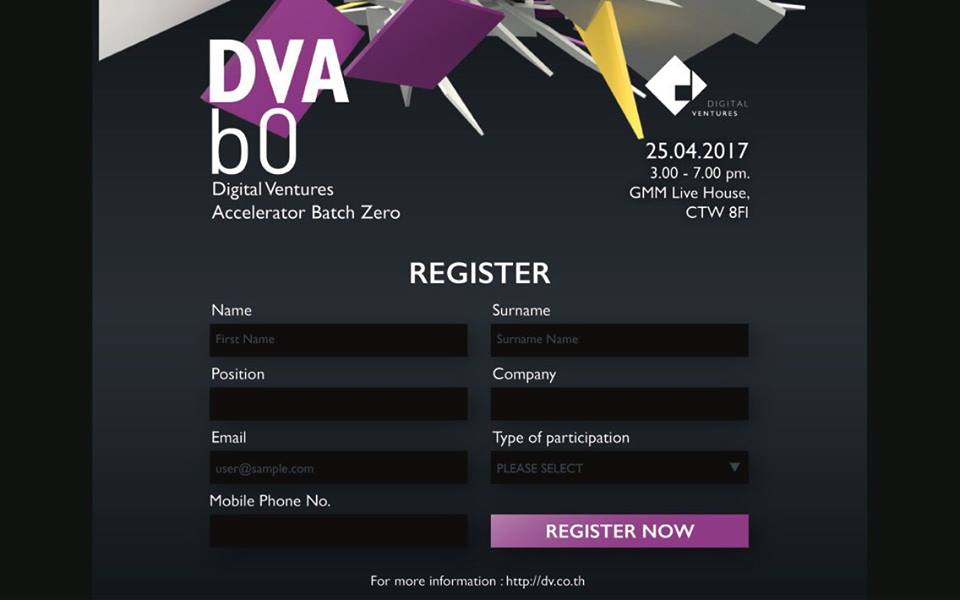 DVA
b0
Digital Ventures
Accelerator Batch Zero
DIGITAL
VENTURES
25.04.2017
3.00 - 7.00 pm.
GMM Live House,
CTW 8Fl
REGISTER
Name
First Name
Surname
Surname Name
Position
Company
Email
user@sample.com
Type of participation
PLEASE SELECT
Mobile Phone No.
REGISTER NOW
For more information : http://dv.co.th